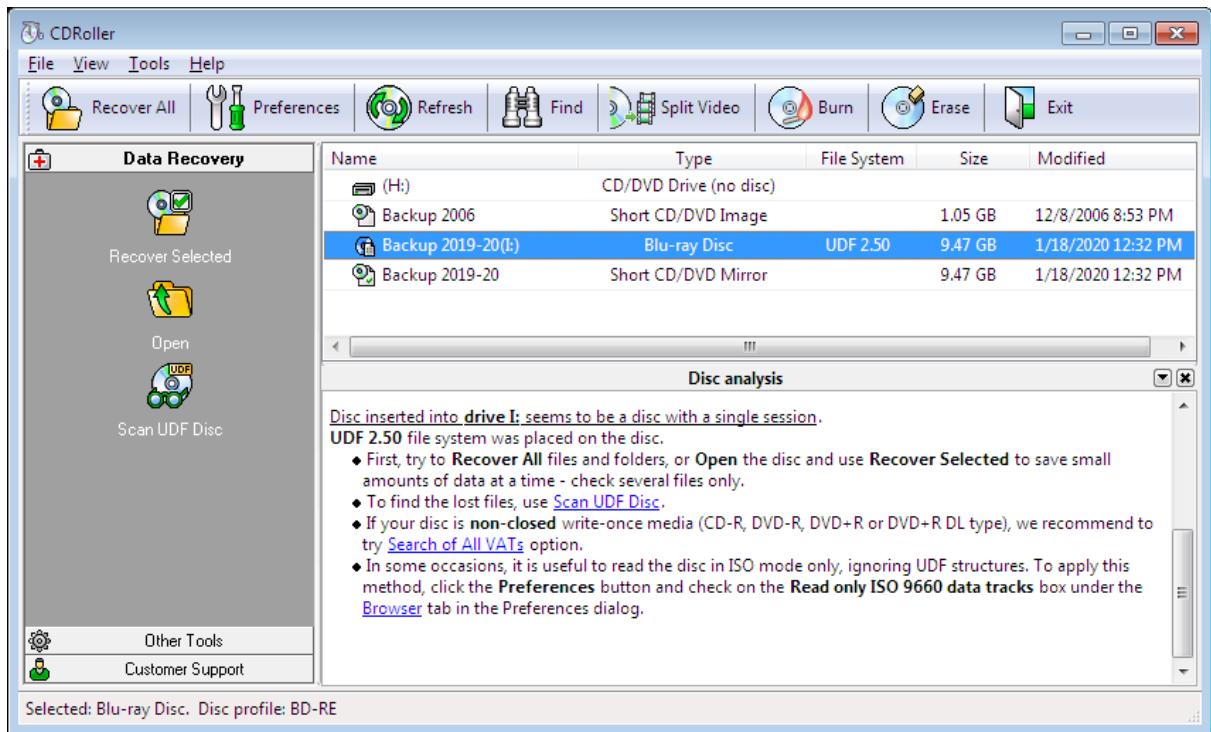 CDRoller
File View Tools Help
Recover All Preferences Refresh Find Split Video Burn Erase Exit
Data Recovery
Recover Selected
Open
UDF
Scan UDF Disc
Other Tools
Customer Support
Name Type File System Size Modified
(H:) CD/DVD Drive (no disc)
Backup 2006 Short CD/DVD Image 1.05 GB 12/8/2006 8:53 PM
Backup 2019-20(I:) Blu-ray Disc UDF 2.50 9.47 GB 1/18/2020 12:32 PM
Backup 2019-20 Short CD/DVD Mirror 9.47 GB 1/18/2020 12:32 PM
Disc analysis
Disc inserted into drive I: seems to be a disc with a single session.
UDF 2.50 file system was placed on the disc.
◆ First, try to Recover All files and folders, or Open the disc and use Recover Selected to save small
amounts of data at a time - check several files only.
◆ To find the lost files, use Scan UDF Disc.
◆ If your disc is non-closed write-once media (CD-R, DVD-R, DVD+R or DVD+R DL type), we recommend to
try Search of All VATs option.
◆ In some occasions, it is useful to read the disc in ISO mode only, ignoring UDF structures. To apply this
method, click the Preferences button and check on the Read only ISO 9660 data tracks box under the
Browser tab in the Preferences dialog.
Selected: Blu-ray Disc. Disc profile: BD-RE